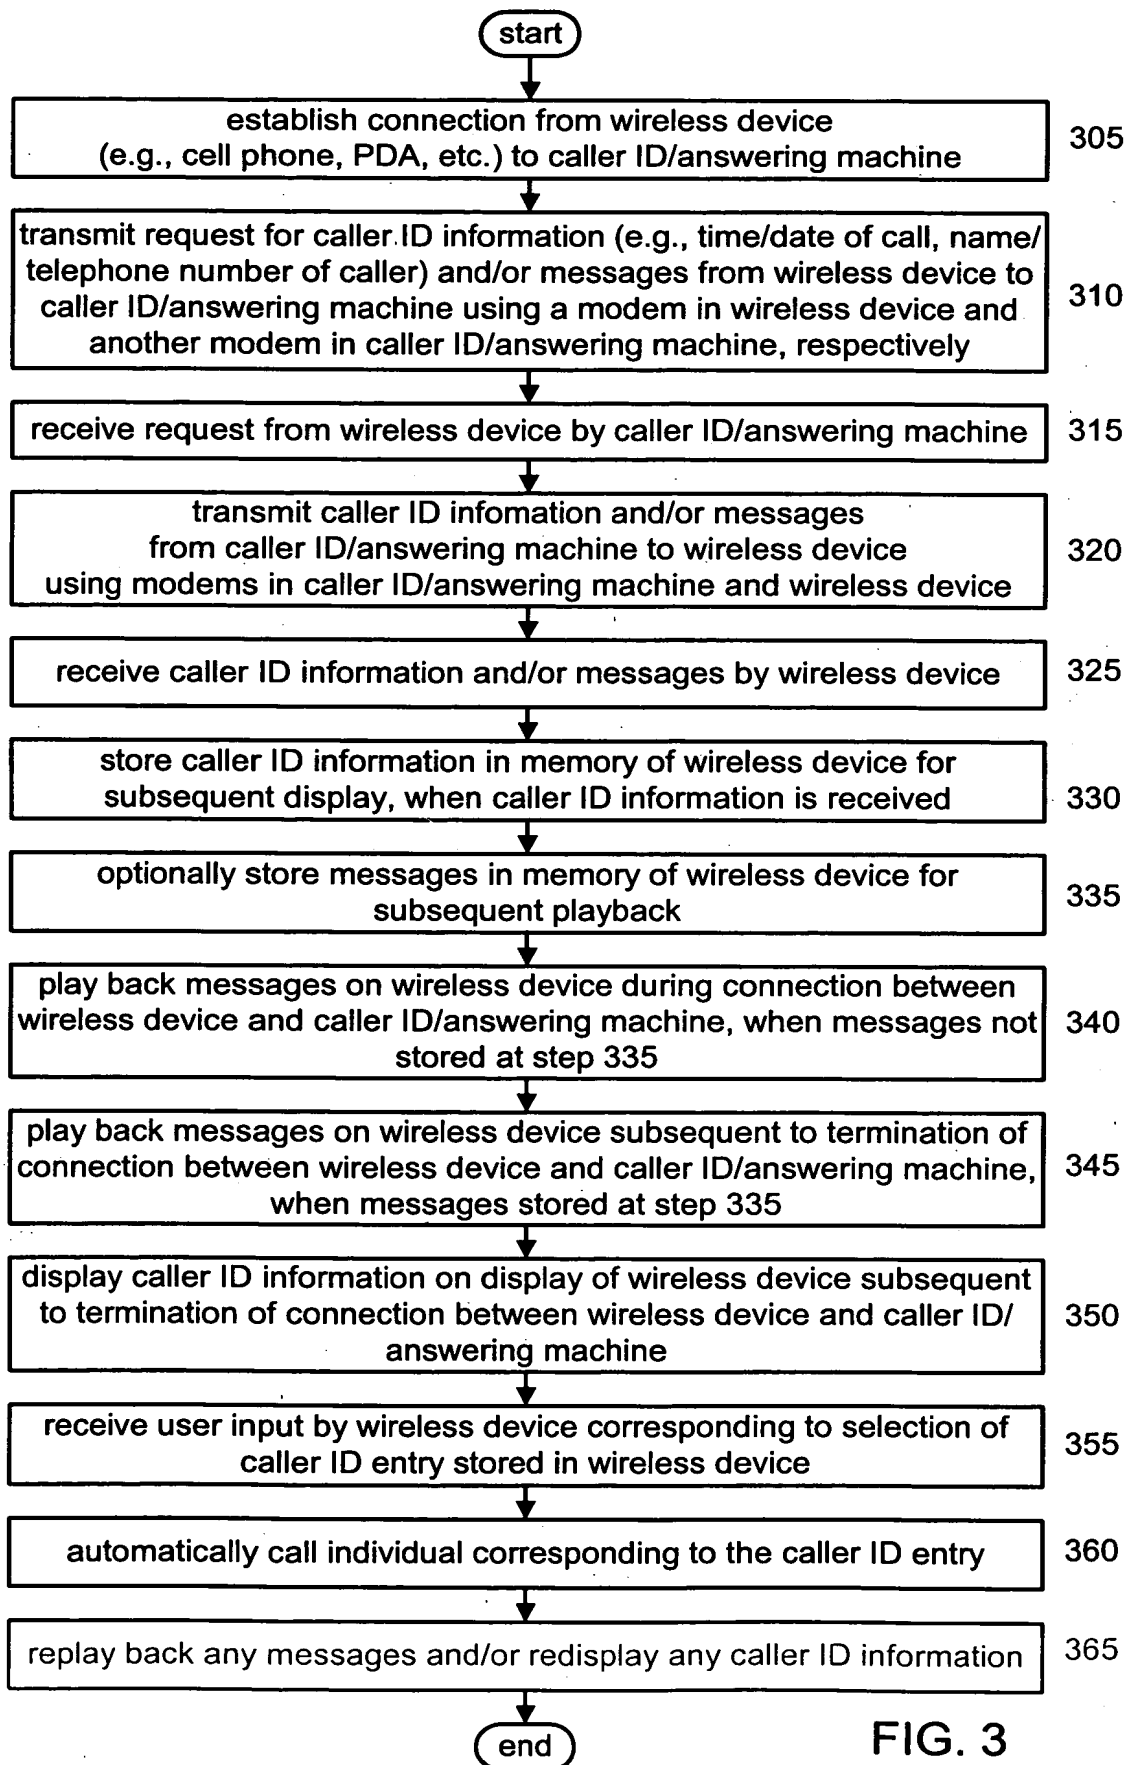 start
establish connection from wireless device
(e.g., cell phone, PDA, etc.) to caller ID/answering machine
305
transmit request for caller ID information (e.g., time/date of call, name/
telephone number of caller) and/or messages from wireless device to
caller ID/answering machine using a modem in wireless device and
another modem in caller ID/answering machine, respectively
310
receive request from wireless device by caller ID/answering machine
315
transmit caller ID infomation and/or messages
from caller ID/answering machine to wireless device
using modems in caller ID/answering machine and wireless device
320
receive caller ID information and/or messages by wireless device
325
store caller ID information in memory of wireless device for
subsequent display, when caller ID information is received
330
optionally store messages in memory of wireless device for
subsequent playback
335
play back messages on wireless device during connection between
wireless device and caller ID/answering machine, when messages not
stored at step 335
340
play back messages on wireless device subsequent to termination of
connection between wireless device and caller ID/answering machine,
when messages stored at step 335
345
display caller ID information on display of wireless device subsequent
to termination of connection between wireless device and caller ID/
answering machine
350
receive user input by wireless device corresponding to selection of
caller ID entry stored in wireless device
355
automatically call individual corresponding to the caller ID entry
360
replay back any messages and/or redisplay any caller ID information
365
end
FIG. 3